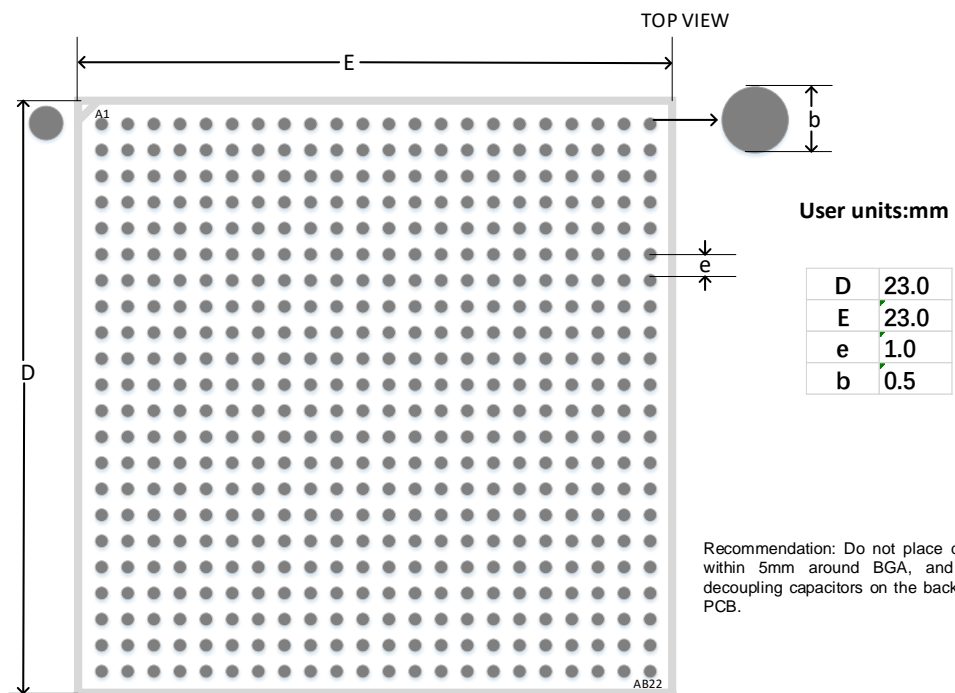 TOP VIEW
E
A1
b
User units:mm
e
D 23.0
E 23.0
e 1.0
b 0.5
D
Recommendation: Do not place
within 5mm around BGA, and
decoupling capacitors on the back
PCB.
AB22